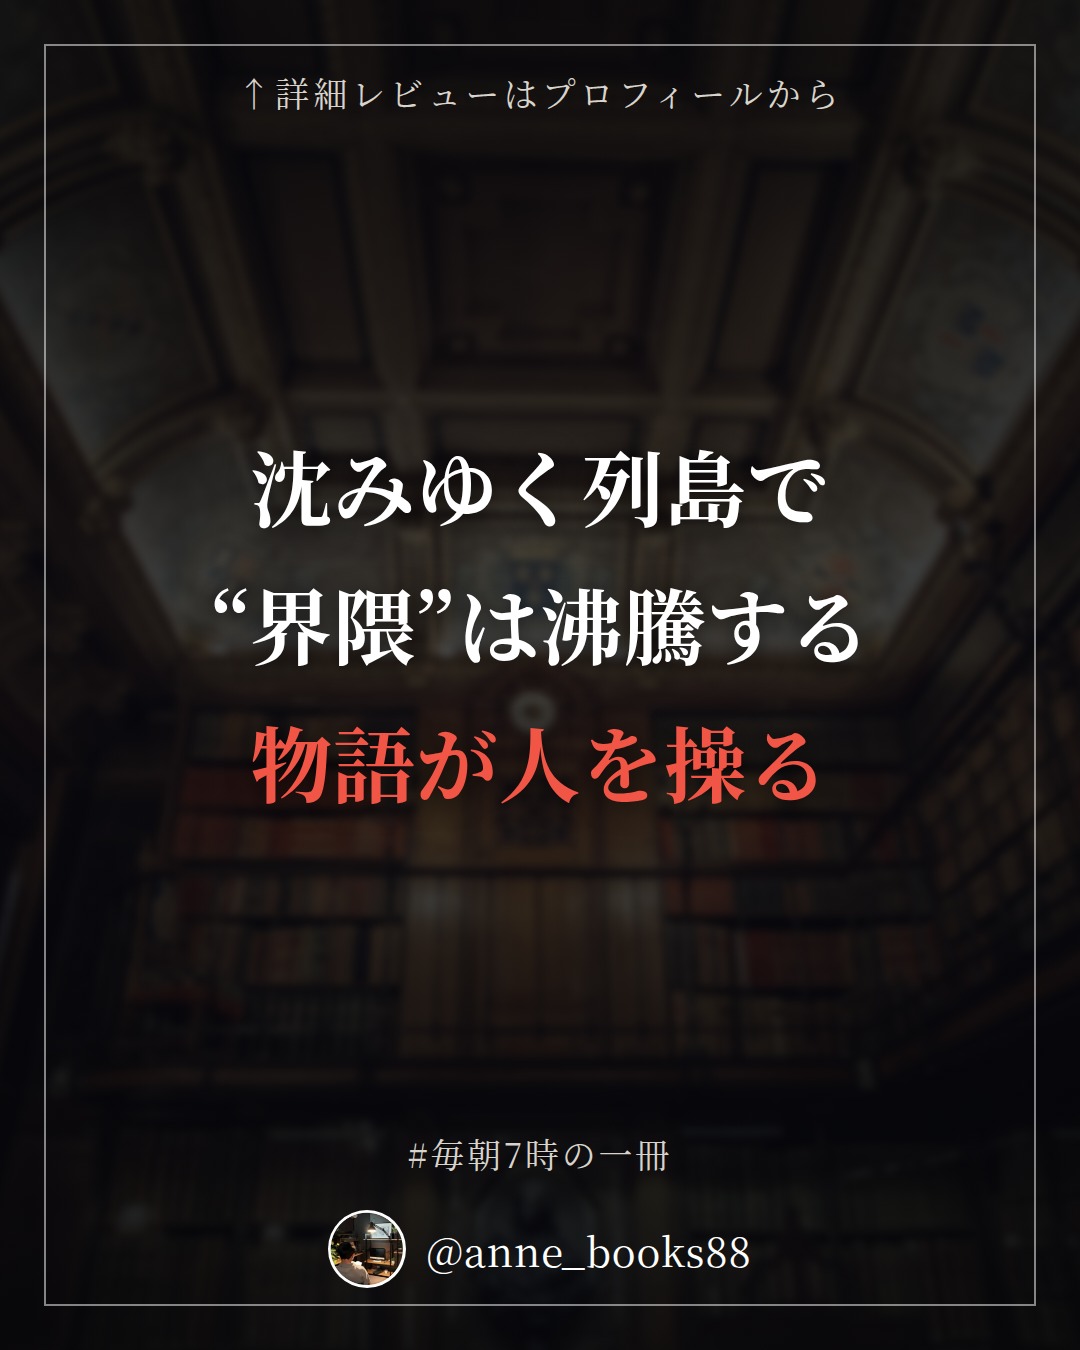 ↑詳細レビューはプロフィールから
沈みゆく列島で
“界隈”は沸騰する
物語が人を操る
#毎朝7時の一冊
@anne_books88